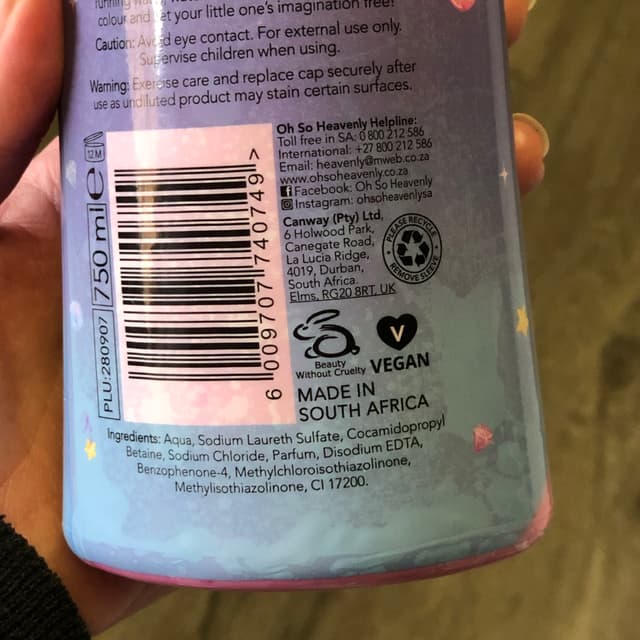 colour and let your little one's imagination free!
Caution: Avoid eye contact. For external use only.
Supervise children when using.
Warning: Exercise care and replace cap securely after
use as undiluted product may stain certain surfaces.
12M
750 ml e
PLU:280907
6 009707 740749 >
Oh So Heavenly Helpline:
Toll free in SA: 0 800 212 586
International: +27 800 212 586
Email: heavenly@mweb.co.za
www.ohsoheavenly.co.za
Facebook: Oh So Heavenly
Instagram: ohsoheavenlysa
Canway (Pty) Ltd,
6 Holwood Park,
Canegate Road,
La Lucia Ridge,
4019, Durban,
South Africa.
Elms, RG20 8RT, UK
PLEASE RECYCLE
REMOVE SLEEVE
Beauty
Without Cruelty
V
VEGAN
MADE IN
SOUTH AFRICA
Ingredients: Aqua, Sodium Laureth Sulfate, Cocamidopropyl
Betaine, Sodium Chloride, Parfum, Disodium EDTA,
Benzophenone-4, Methylchloroisothiazolinone,
Methylisothiazolinone, CI 17200.